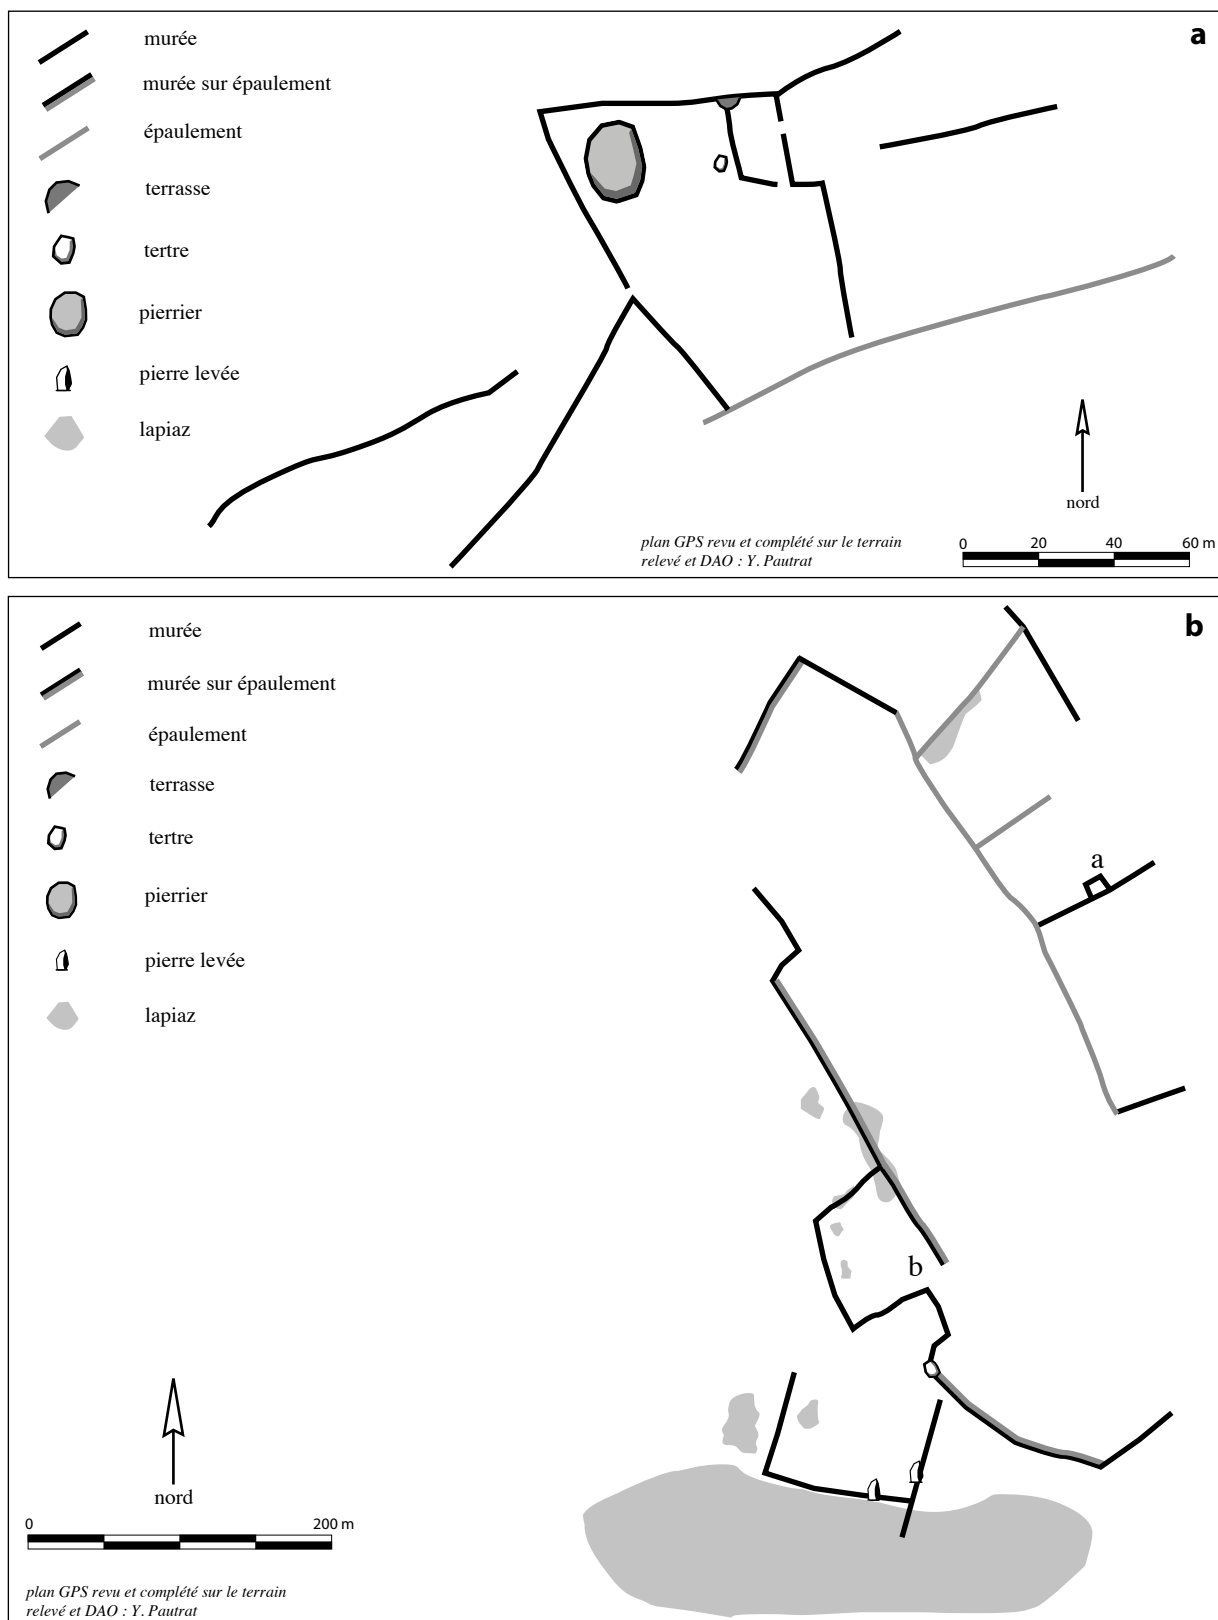 a
murée
murée sur épaulement
épaulement
terrasse
tertre
pierrier
pierre levée
lapiaz
nord
plan GPS revu et complété sur le terrain
relevé et DAO : Y. Pautrat
0 20 40 60 m
b
murée
murée sur épaulement
épaulement
terrasse
tertre
pierrier
pierre levée
lapiaz
a
b
nord
0 200 m
plan GPS revu et complété sur le terrain
relevé et DAO : Y. Pautrat